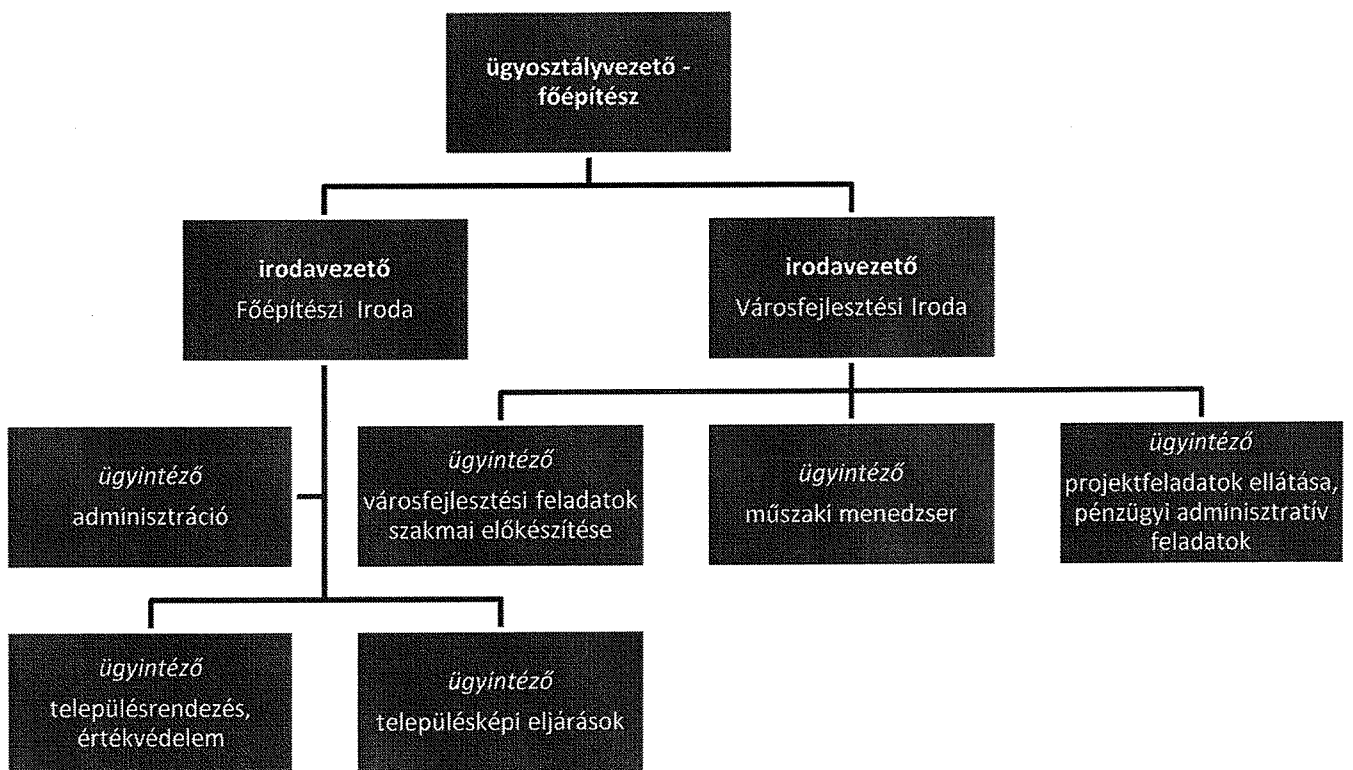 ügyosztályvezető -
főépítész
irodavezető
Főépítészi Iroda
irodavezető
Városfejlesztési Iroda
ügyintéző
adminisztráció
ügyintéző
városfejlesztési feladatok
szakmai előkészítése
ügyintéző
műszaki menedzser
ügyintéző
projektfeladatok ellátása,
pénzügyi adminisztratív
feladatok
ügyintéző
településrendezés,
értékvédelem
ügyintéző
településképi eljárások